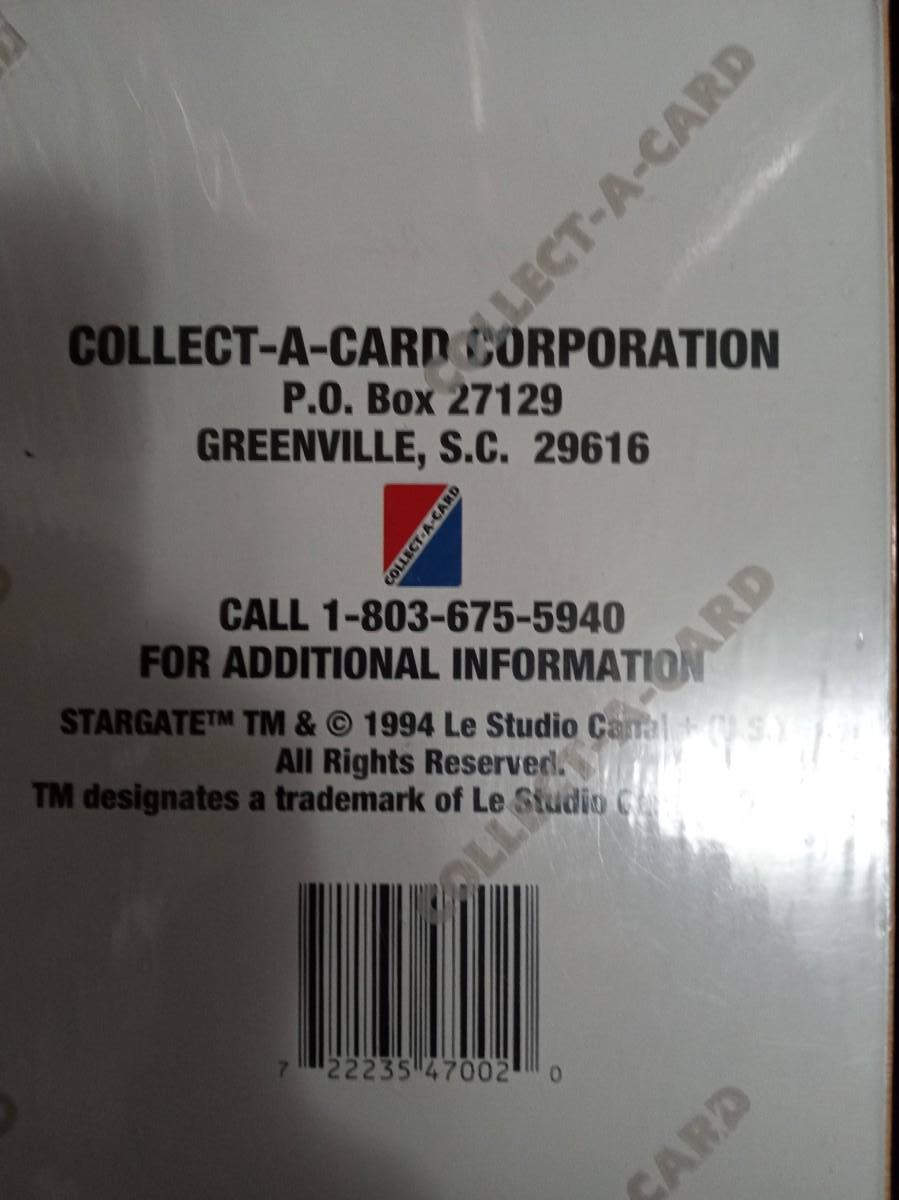 COLLECT-A-CARD
COLLECT-A-CARD CORPORATION
P.O. Box 27129
GREENVILLE, S.C. 29616
COLLECT-A-CARD
CALL 1-803-675-5940
FOR ADDITIONAL INFORMATION
COLLECT-A-CARD
STARGATE™ TM & © 1994 Le Studio Canal + (U.S.)
All Rights Reserved.
TM designates a trademark of Le Studio
7 22235 47002 0
CARD